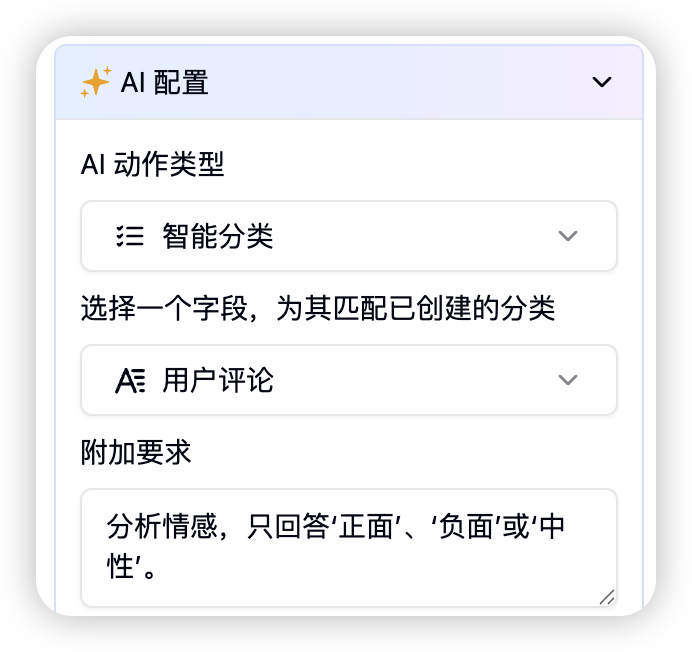 AI 配置
AI 动作类型
智能分类
选择一个字段，为其匹配已创建的分类
用户评论
附加要求
分析情感，只回答‘正面’、‘负面’或‘中
性’。